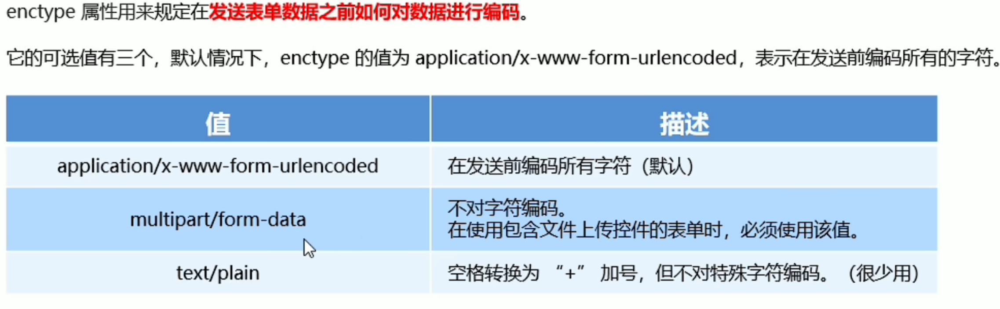 enctype 属性用来规定在发送表单数据之前如何对数据进行编码。
它的可选值有三个，默认情况下，enctype 的值为 application/x-www-form-urlencoded，表示在发送前编码所有的字符。
值 描述
application/x-www-form-urlencoded 在发送前编码所有字符（默认）
不对字符编码。
multipart/form-data
在使用包含文件上传控件的表单时，必须使用该值。
text/plain 空格转换为 “+” 加号，但不对特殊字符编码。（很少用）